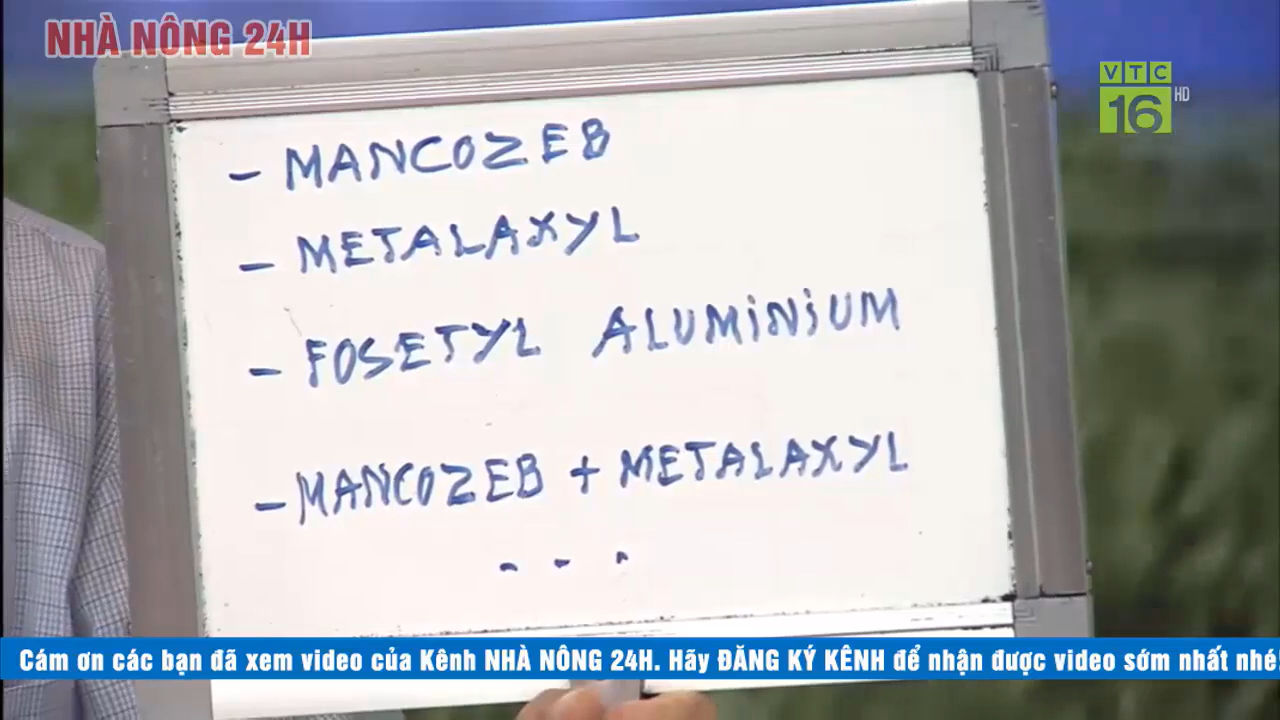 NHÀ NÔNG 24H
VTC
16 HD
- MANCOZEB
- METALAXYL
- FOSETYL ALUMiNiUM
- MANCOZEB + METALAXYL
...
Cám ơn các bạn đã xem video của Kênh NHÀ NÔNG 24H. Hãy ĐĂNG KÝ KÊNH để nhận được video sớm nhất nhé!